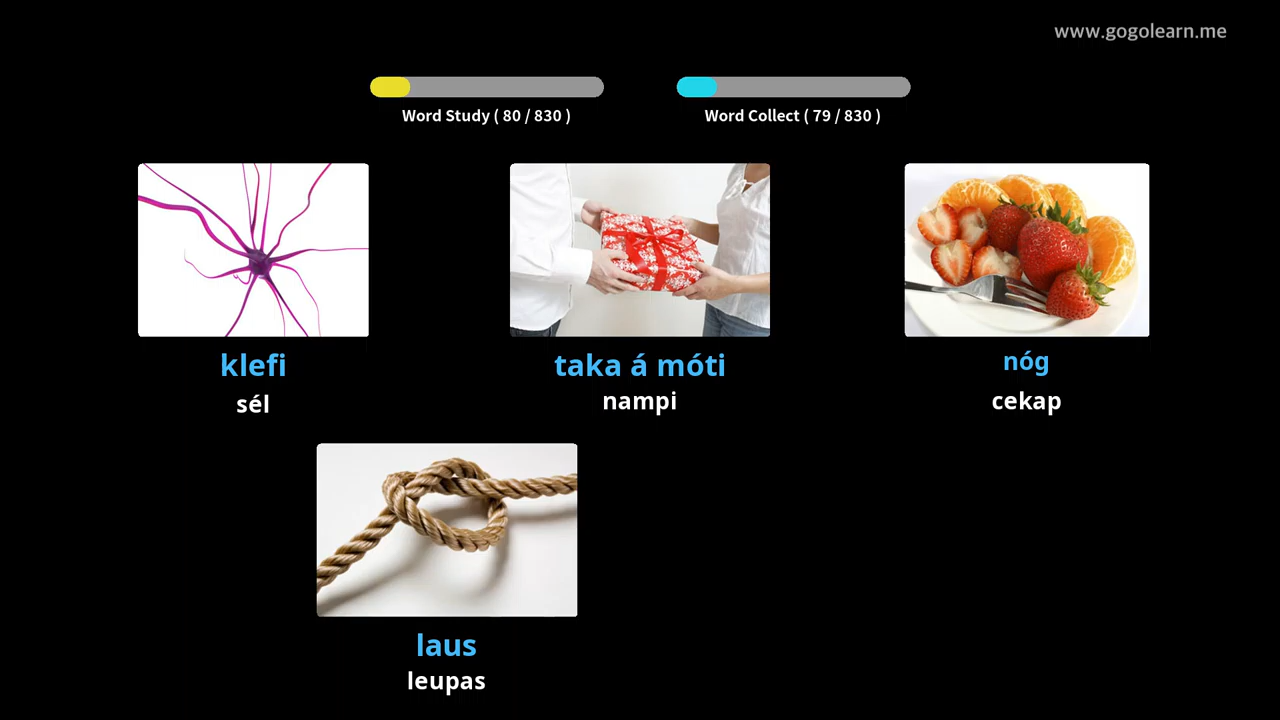 www.gogolearn.me
Word Study ( 80 / 830 )
Word Collect ( 79 / 830 )
klefi
sél
taka á móti
nampi
nóg
cekap
laus
leupas